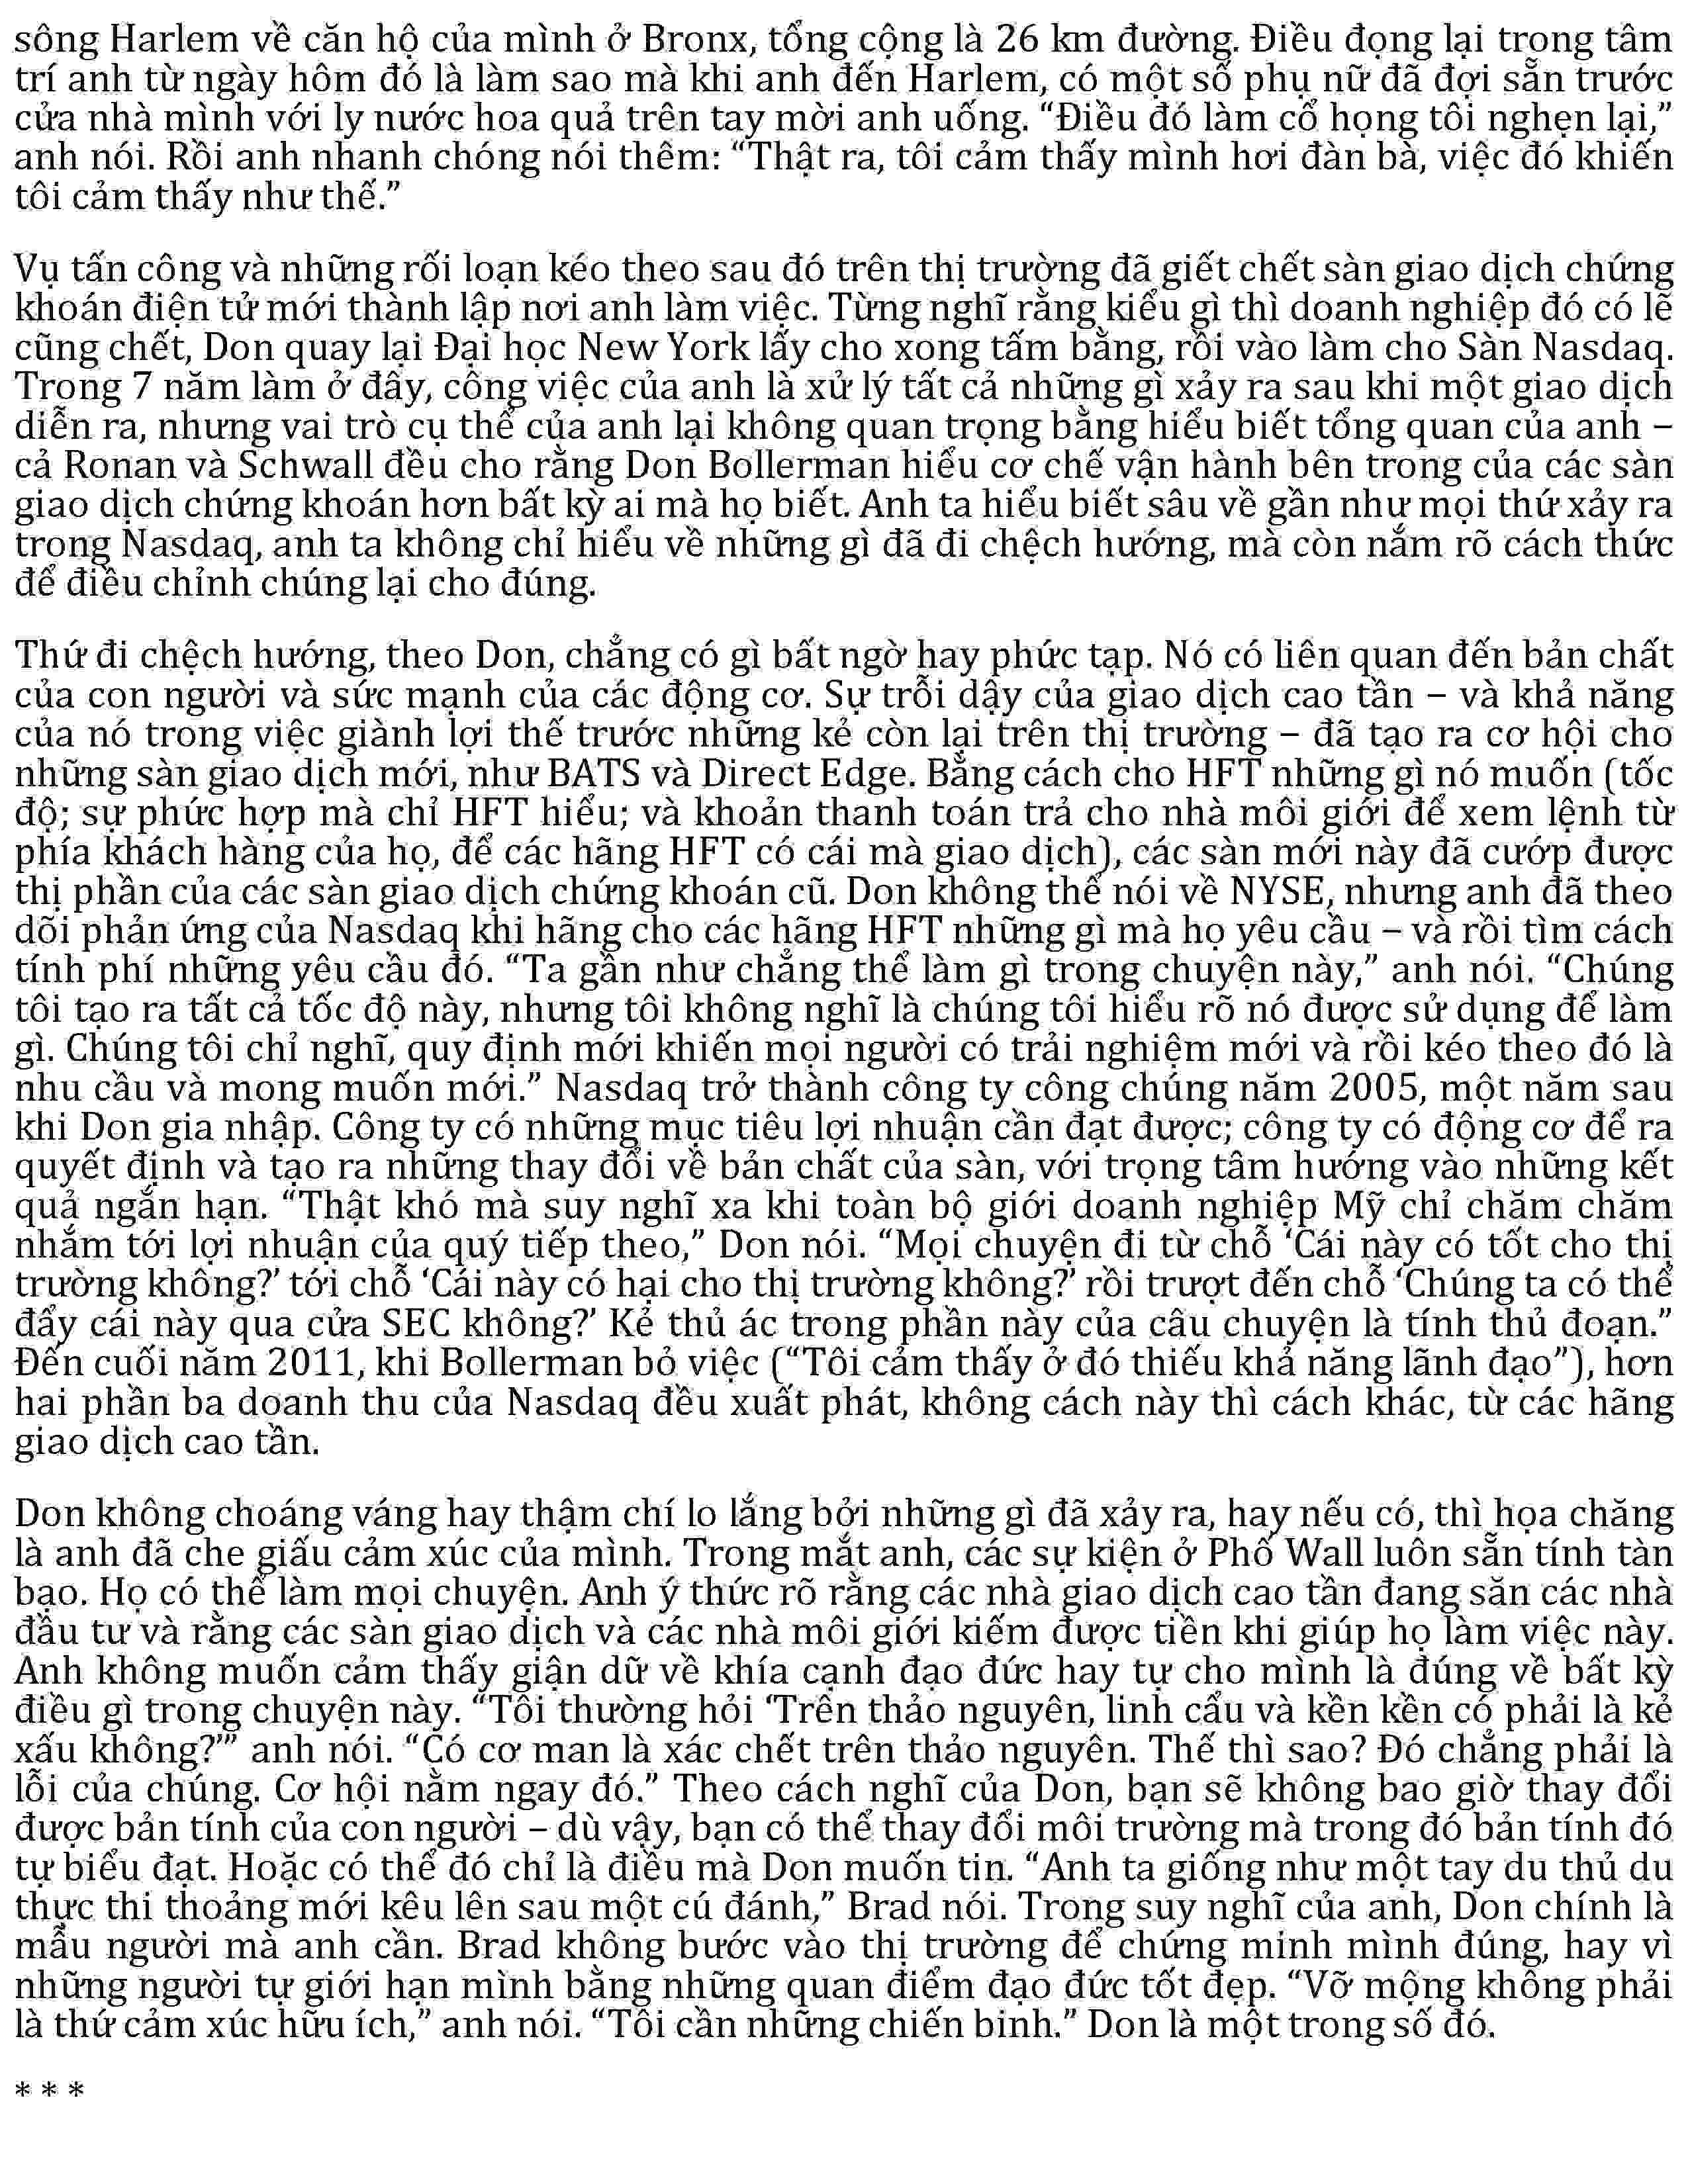 sông Harlem về căn hộ của mình ở Bronx, tổng cộng là 26 km đường. Điều đọng lại trong tâm
trí anh từ ngày hôm đó là làm sao mà khi anh đến Harlem, có một số phụ nữ đã đợi sẵn trước
cửa nhà mình với ly nước hoa quả trên tay mời anh uống. “Điều đó làm cổ họng tôi nghẹn lại,”
anh nói. Rồi anh nhanh chóng nói thêm: “Thật ra, tôi cảm thấy mình hơi đàn bà, việc đó khiến
tôi cảm thấy như thế.”
Vụ tấn công và những rối loạn kéo theo sau đó trên thị trường đã giết chết sàn giao dịch chứng
khoán điện tử mới thành lập nơi anh làm việc. Từng nghĩ rằng kiểu gì thì doanh nghiệp đó có lẽ
cũng chết, Don quay lại Đại học New York lấy cho xong tấm bằng, rồi vào làm cho Sàn Nasdaq.
Trong 7 năm làm ở đây, công việc của anh là xử lý tất cả những gì xảy ra sau khi một giao dịch
diễn ra, nhưng vai trò cụ thể của anh lại không quan trọng bằng hiểu biết tổng quan của anh –
cả Ronan và Schwall đều cho rằng Don Bollerman hiểu cơ chế vận hành bên trong của các sàn
giao dịch chứng khoán hơn bất kỳ ai mà họ biết. Anh ta hiểu biết sâu về gần như mọi thứ xảy ra
trong Nasdaq, anh ta không chỉ hiểu về những gì đã đi chệch hướng, mà còn nắm rõ cách thức
để điều chỉnh chúng lại cho đúng.
Thứ đi chệch hướng, theo Don, chẳng có gì bất ngờ hay phức tạp. Nó có liên quan đến bản chất
của con người và sức mạnh của các động cơ. Sự trỗi dậy của giao dịch cao tần – và khả năng
của nó trong việc giành lợi thế trước những kẻ còn lại trên thị trường – đã tạo ra cơ hội cho
những sàn giao dịch mới, như BATS và Direct Edge. Bằng cách cho HFT những gì nó muốn (tốc
độ; sự phức hợp mà chỉ HFT hiểu; và khoản thanh toán trả cho nhà môi giới để xem lệnh từ
phía khách hàng của họ, để các hãng HFT có cái mà giao dịch), các sàn mới này đã cướp được
thị phần của các sàn giao dịch chứng khoán cũ. Don không thể nói về NYSE, nhưng anh đã theo
dõi phản ứng của Nasdaq khi hãng cho các hãng HFT những gì mà họ yêu cầu – và rồi tìm cách
tính phí những yêu cầu đó. “Ta gần như chẳng thể làm gì trong chuyện này,” anh nói. “Chúng
tôi tạo ra tất cả tốc độ này, nhưng tôi không nghĩ là chúng tôi hiểu rõ nó được sử dụng để làm
gì. Chúng tôi chỉ nghĩ, quy định mới khiến mọi người có trải nghiệm mới và rồi kéo theo đó là
nhu cầu và mong muốn mới.” Nasdaq trở thành công ty công chúng năm 2005, một năm sau
khi Don gia nhập. Công ty có những mục tiêu lợi nhuận cần đạt được; công ty có động cơ để ra
quyết định và tạo ra những thay đổi về bản chất của sàn, với trọng tâm hướng vào những kết
quả ngắn hạn. “Thật khó mà suy nghĩ xa khi toàn bộ giới doanh nghiệp Mỹ chỉ chăm chăm
nhắm tới lợi nhuận của quý tiếp theo,” Don nói. “Mọi chuyện đi từ chỗ ‘Cái này có tốt cho thị
trường không?’ tới chỗ ‘Cái này có hại cho thị trường không?’ rồi trượt đến chỗ ‘Chúng ta có thể
đẩy cái này qua cửa SEC không?’ Kẻ thủ ác trong phần này của câu chuyện là tính thủ đoạn.”
Đến cuối năm 2011, khi Bollerman bỏ việc (“Tôi cảm thấy ở đó thiếu khả năng lãnh đạo”), hơn
hai phần ba doanh thu của Nasdaq đều xuất phát, không cách này thì cách khác, từ các hãng
giao dịch cao tần.
Don không choáng váng hay thậm chí lo lắng bởi những gì đã xảy ra, hay nếu có, thì họa chăng
là anh đã che giấu cảm xúc của mình. Trong mắt anh, các sự kiện ở Phố Wall luôn sẵn tính tàn
bạo. Họ có thể làm mọi chuyện. Anh ý thức rõ rằng các nhà giao dịch cao tần đang săn các nhà
đầu tư và rằng các sàn giao dịch và các nhà môi giới kiếm được tiền khi giúp họ làm việc này.
Anh không muốn cảm thấy giận dữ về khía cạnh đạo đức hay tự cho mình là đúng về bất kỳ
điều gì trong chuyện này. “Tôi thường hỏi ‘Trên thảo nguyên, linh cẩu và kền kền có phải là kẻ
xấu không?’” anh nói. “Có cơ man là xác chết trên thảo nguyên. Thế thì sao? Đó chẳng phải là
lỗi của chúng. Cơ hội nằm ngay đó.” Theo cách nghĩ của Don, bạn sẽ không bao giờ thay đổi
được bản tính của con người – dù vậy, bạn có thể thay đổi môi trường mà trong đó bản tính đó
tự biểu đạt. Hoặc có thể đó chỉ là điều mà Don muốn tin. “Anh ta giống như một tay du thủ du
thực thi thoảng mới kêu lên sau một cú đánh,” Brad nói. Trong suy nghĩ của anh, Don chính là
mẫu người mà anh cần. Brad không bước vào thị trường để chứng minh mình đúng, hay vì
những người tự giới hạn mình bằng những quan điểm đạo đức tốt đẹp. “Vỡ mộng không phải
là thứ cảm xúc hữu ích,” anh nói. “Tôi cần những chiến binh.” Don là một trong số đó.
* * *